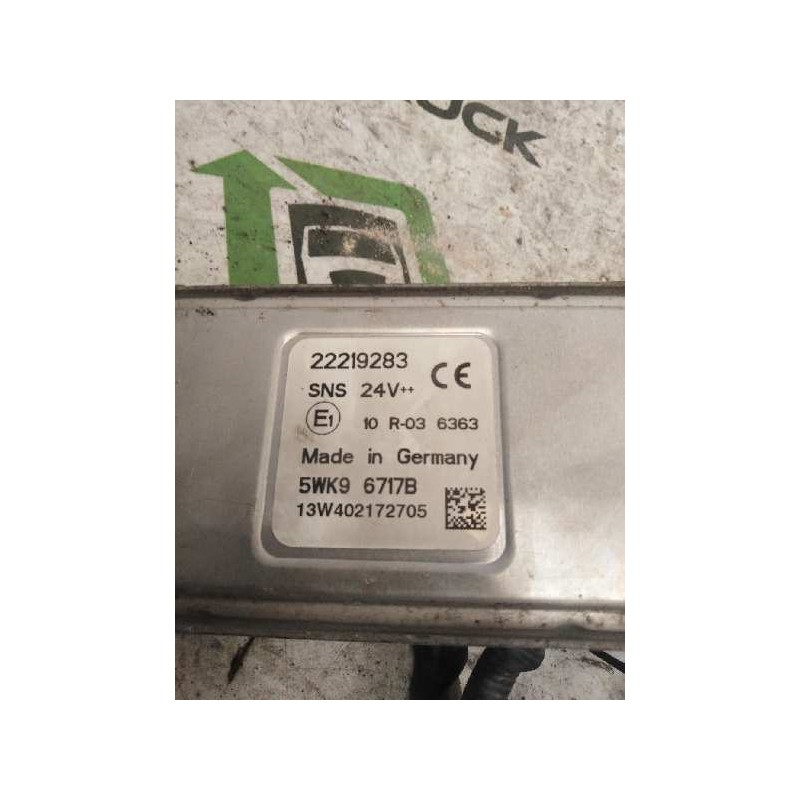 UCK
22219283
SNS 24V++ CE
E1 10 R-03 6363
Made in Germany
5WK9 6717B
13W402172705